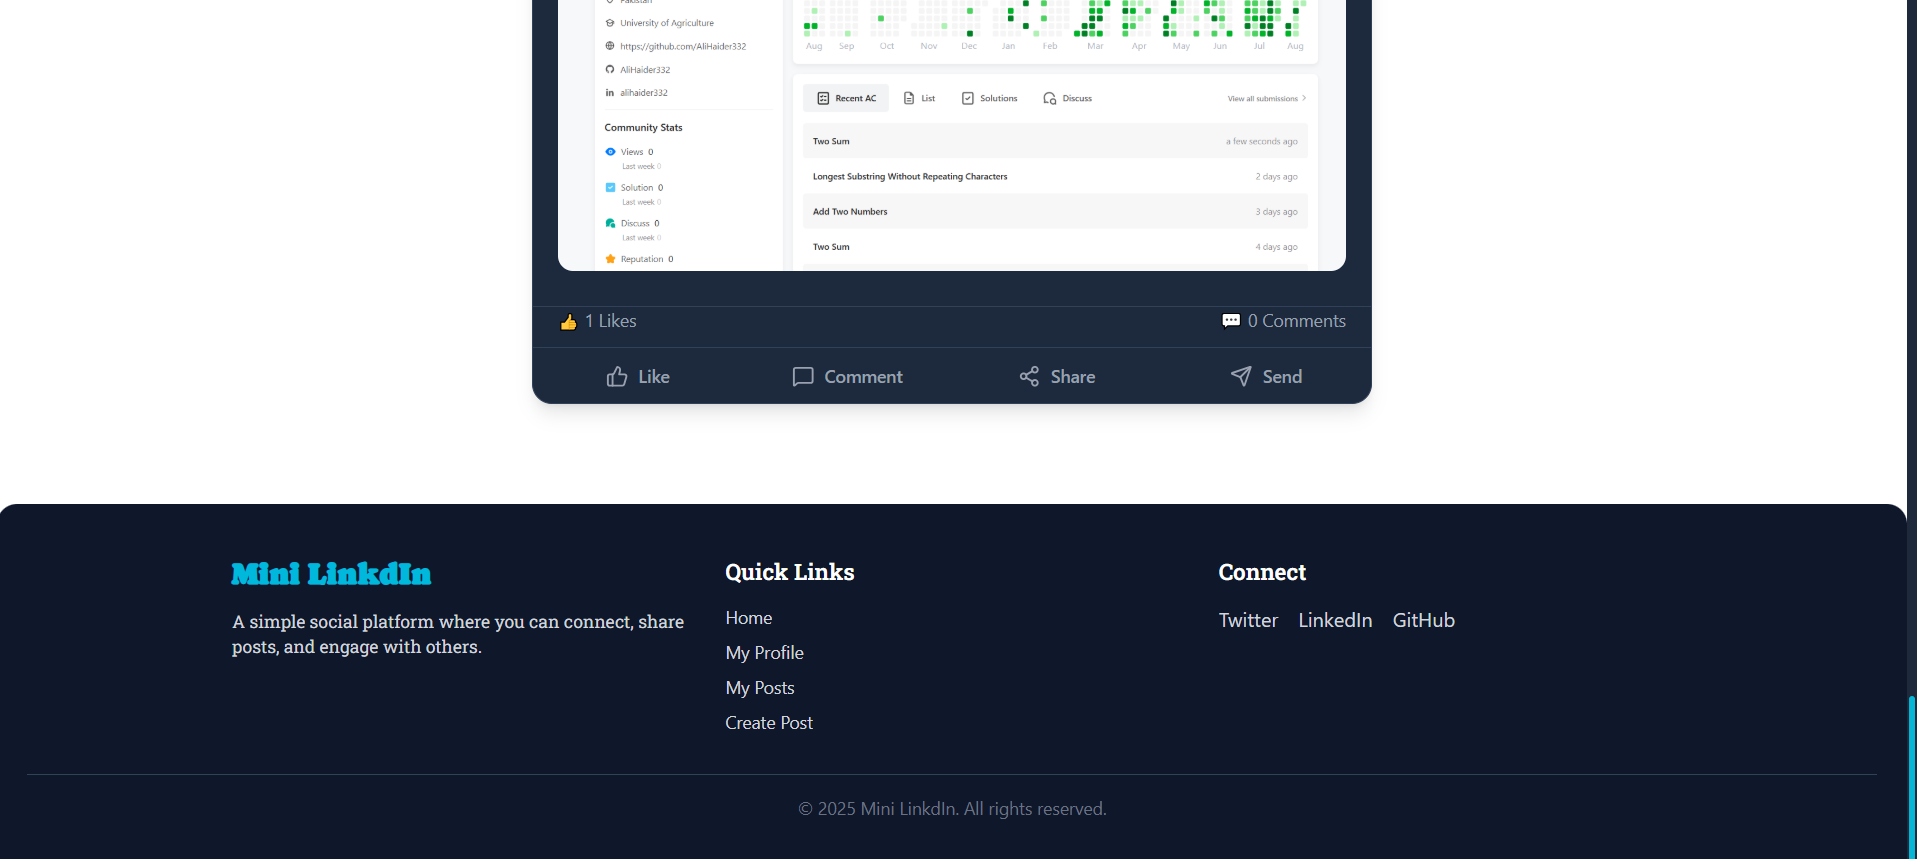 Pakistan
University of Agriculture
https://github.com/AliHaider332
AliHaider332
alihaider332
Community Stats
Views 0
Last week 0
Solution 0
Last week 0
Discuss 0
Last week 0
Reputation 0
Aug Sep Oct Nov Dec Jan Feb Mar Apr May Jun Jul Aug
Recent AC List Solutions Discuss View all submissions
Two Sum a few seconds ago
Longest Substring Without Repeating Characters 2 days ago
Add Two Numbers 3 days ago
Two Sum 4 days ago
1 Likes 0 Comments
Like Comment Share Send
Mini LinkdIn
A simple social platform where you can connect, share
posts, and engage with others.
Quick Links
Home
My Profile
My Posts
Create Post
Connect
Twitter LinkedIn GitHub
© 2025 Mini LinkdIn. All rights reserved.